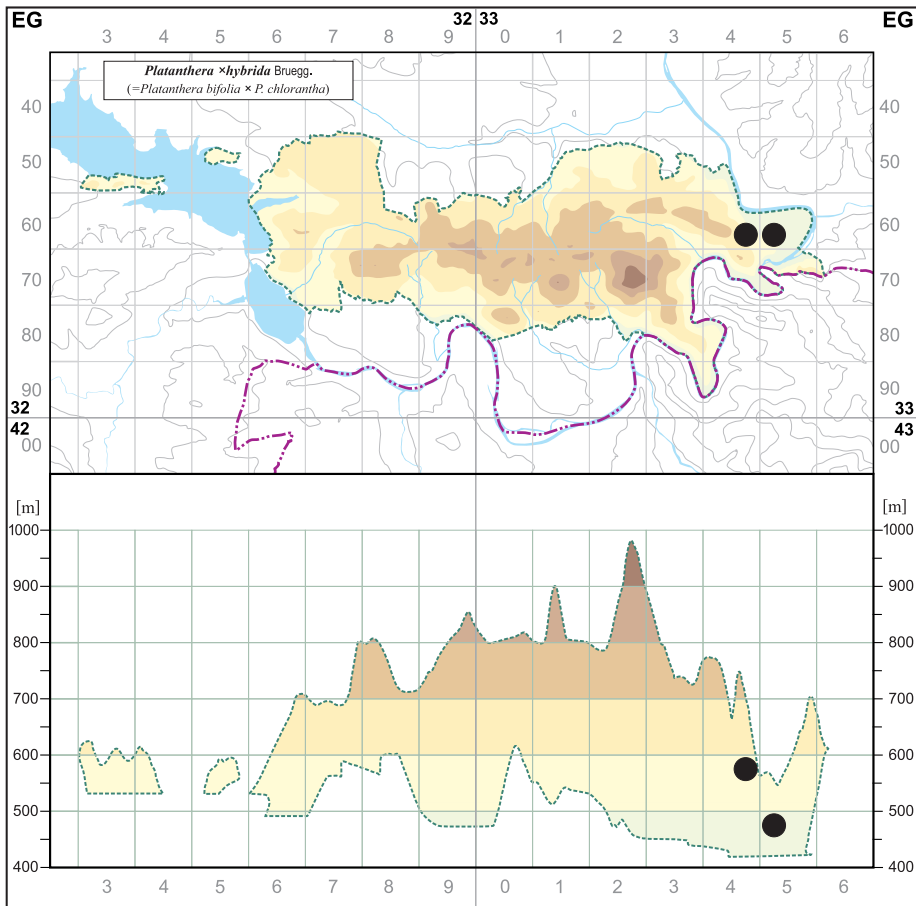 EG 32 33 EG
3 4 5 6 7 8 9 0 1 2 3 4 5 6
Platanthera ×hybrida Bruegg.
(=Platanthera bifolia × P. chlorantha)
40 40
50 50
60 60
70 70
80 80
90 90
32 33
42 43
00 00
[m] [m]
1000 1000
900 900
800 800
700 700
600 600
500 500
400 400
3 4 5 6 7 8 9 0 1 2 3 4 5 6